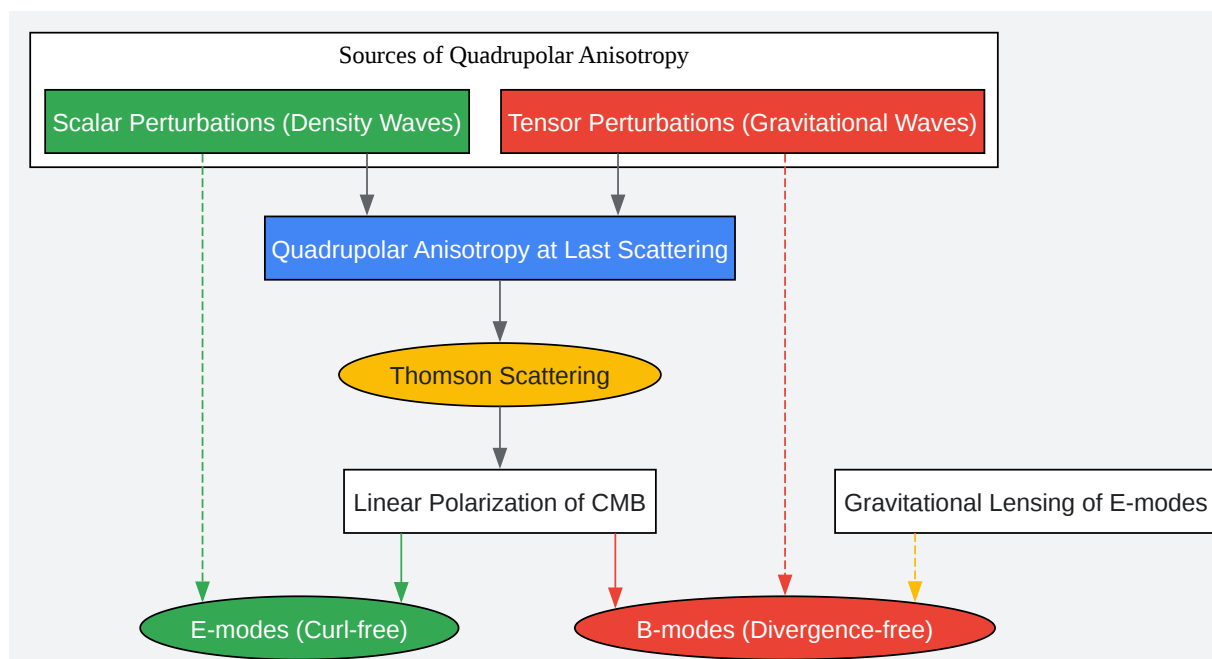 Sources of Quadrupolar Anisotropy
Scalar Perturbations (Density Waves)
Tensor Perturbations (Gravitational Waves)
Quadrupolar Anisotropy at Last Scattering
Thomson Scattering
Linear Polarization of CMB
Gravitational Lensing of E-modes
E-modes (Curl-free)
B-modes (Divergence-free)